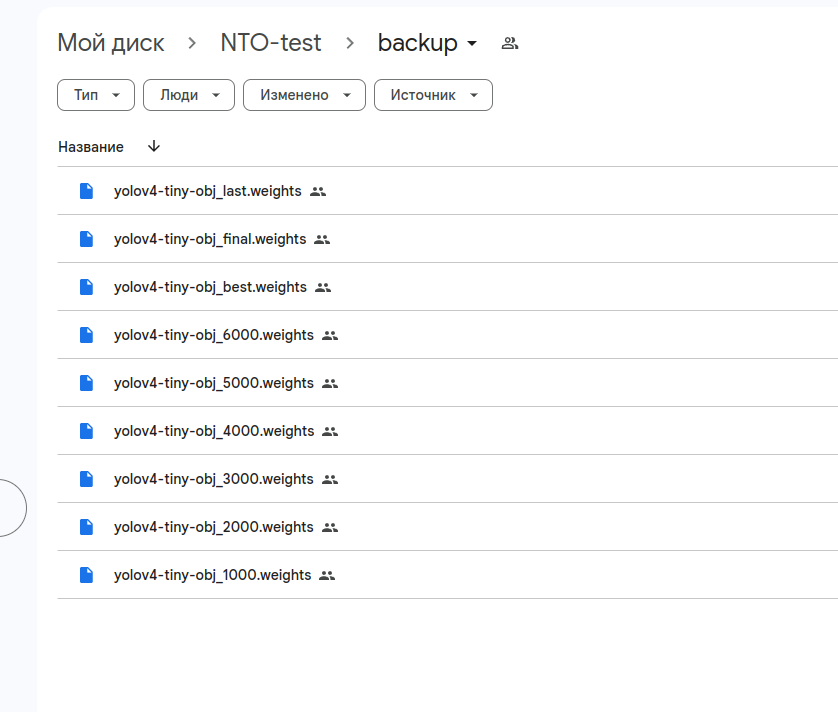 Мой диск > NTO-test > backup
Тип Люди Изменено Источник
Название
yolov4-tiny-obj_last.weights
yolov4-tiny-obj_final.weights
yolov4-tiny-obj_best.weights
yolov4-tiny-obj_6000.weights
yolov4-tiny-obj_5000.weights
yolov4-tiny-obj_4000.weights
yolov4-tiny-obj_3000.weights
yolov4-tiny-obj_2000.weights
yolov4-tiny-obj_1000.weights